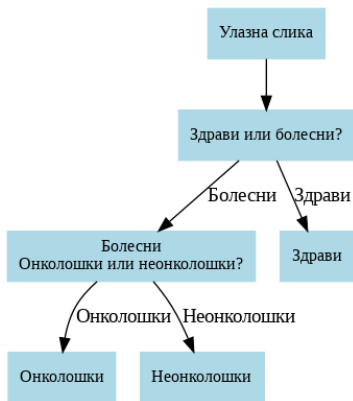 Улазна слика
Здрави или болесни?
Болесни
Здрави
Болесни
Онколошки или неонколошки?
Здрави
Онколошки
Неонколошки
Онколошки
Неонколошки